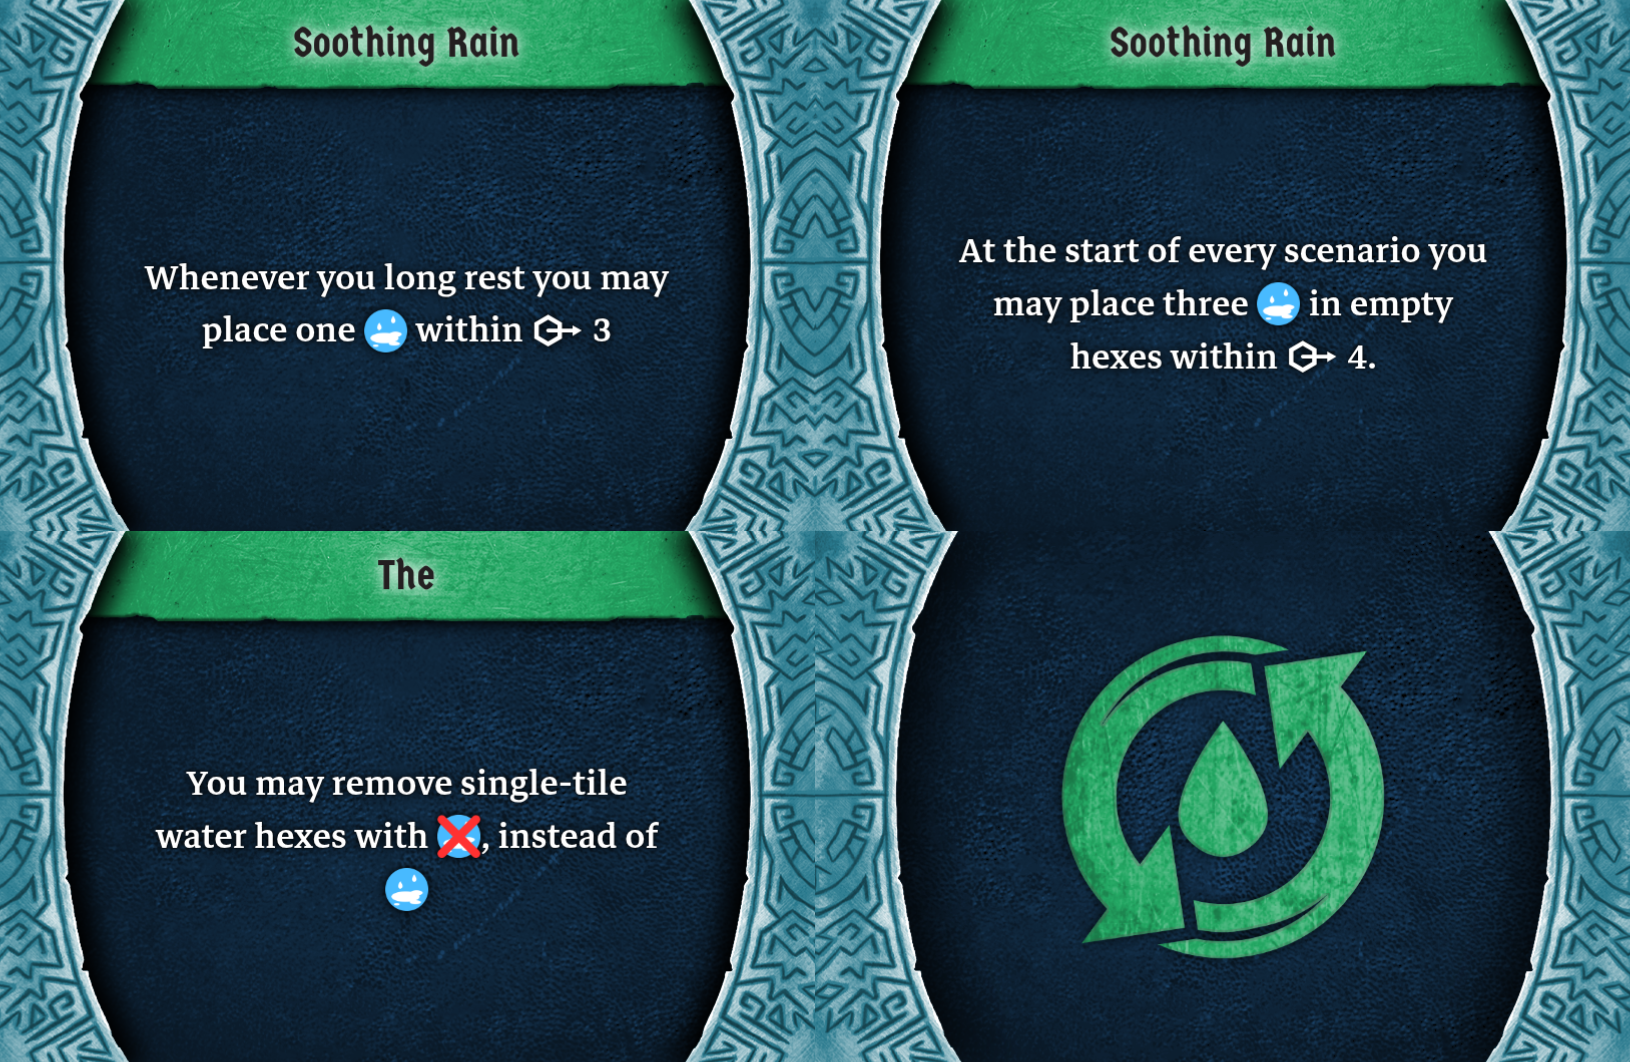 Soothing Rain
Whenever you long rest you may
place one within 3
Soothing Rain
At the start of every scenario you
may place three in empty
hexes within 4.
The
You may remove single-tile
water hexes with , instead of